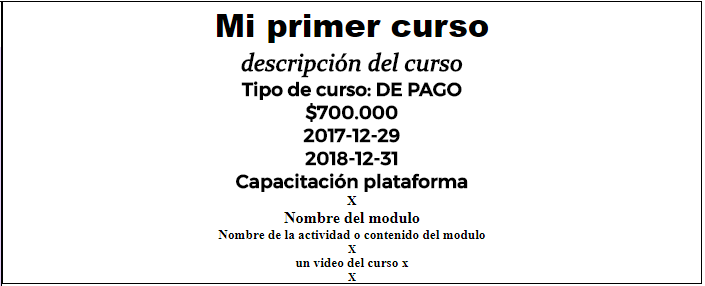 Mi primer curso
descripción del curso
Tipo de curso: DE PAGO
$700.000
2017-12-29
2018-12-31
Capacitación plataforma
X
Nombre del modulo
Nombre de la actividad o contenido del modulo
X
un video del curso x
X